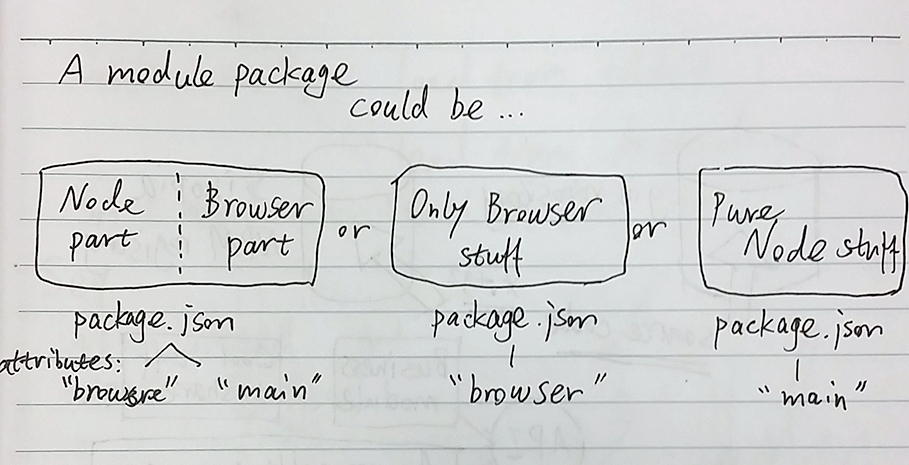 A module package
could be ...
Node part
Browser part
or
Only Browser stuff
or
Pure Node stuff
package.json
attributes:
"browsere" "main"
package.json
"browser"
package.json
"main"